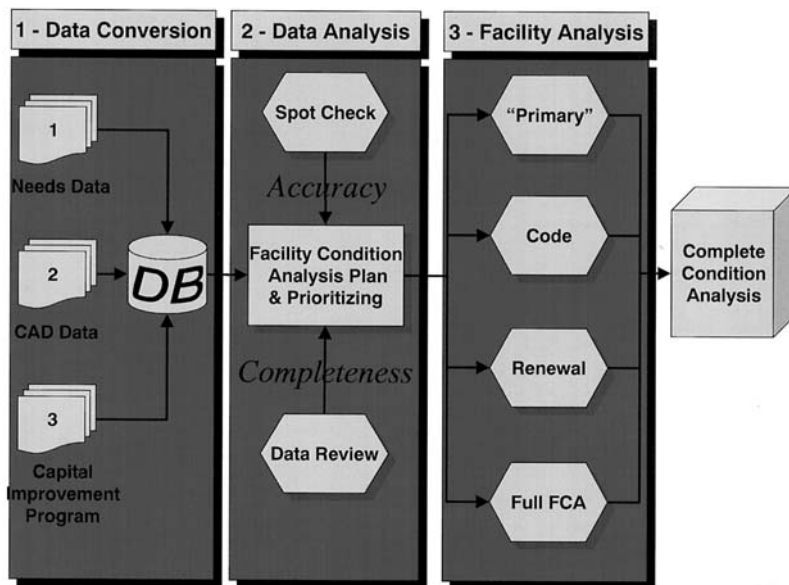 1 - Data Conversion
1
Needs Data
2
CAD Data
DB
3
Capital
Improvement
Program
2 - Data Analysis
Spot Check
Accuracy
Facility Condition
Analysis Plan
& Prioritizing
Completeness
Data Review
3 - Facility Analysis
“Primary”
Code
Renewal
Full FCA
Complete
Condition
Analysis